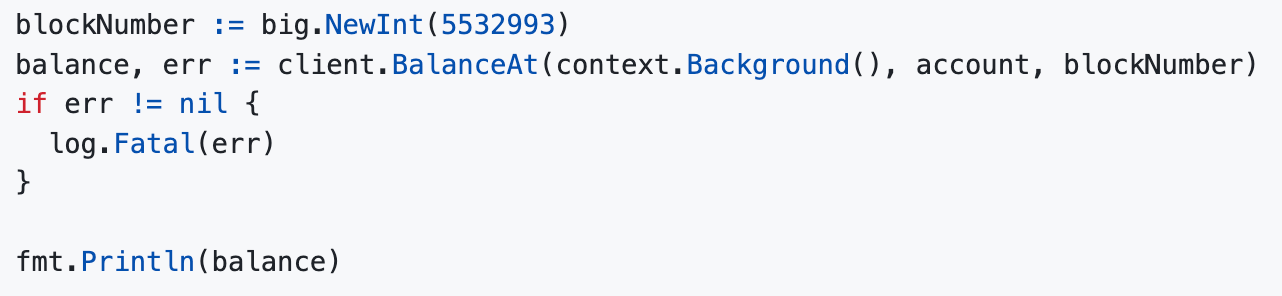 blockNumber := big.NewInt(5532993)
balance, err := client.BalanceAt(context.Background(), account, blockNumber)
if err != nil {
  log.Fatal(err)
}

fmt.Println(balance)